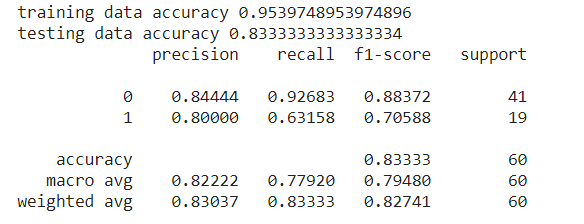 training data accuracy 0.9539748953974896
testing data accuracy 0.8333333333333334
precision recall f1-score support
0 0.84444 0.92683 0.88372 41
1 0.80000 0.63158 0.70588 19
accuracy 0.83333 60
macro avg 0.82222 0.77920 0.79480 60
weighted avg 0.83037 0.83333 0.82741 60